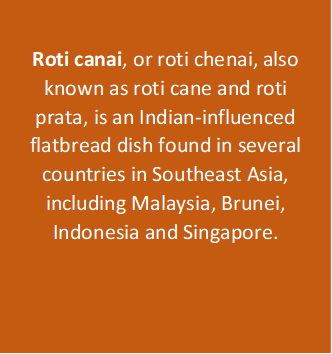 Roti canai, or roti chenai, also
known as roti cane and roti
prata, is an Indian-influenced
flatbread dish found in several
countries in Southeast Asia,
including Malaysia, Brunei,
Indonesia and Singapore.